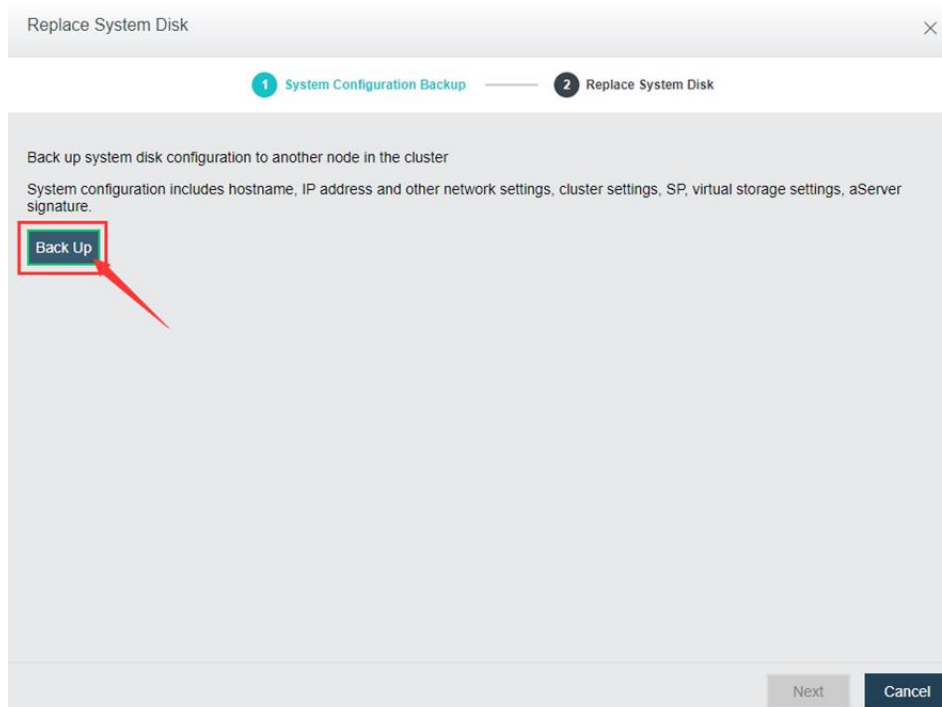 Replace System Disk
1 System Configuration Backup 2 Replace System Disk
Back up system disk configuration to another node in the cluster
System configuration includes hostname, IP address and other network settings, cluster settings, SP, virtual storage settings, aServer
signature.
Back Up
Next Cancel